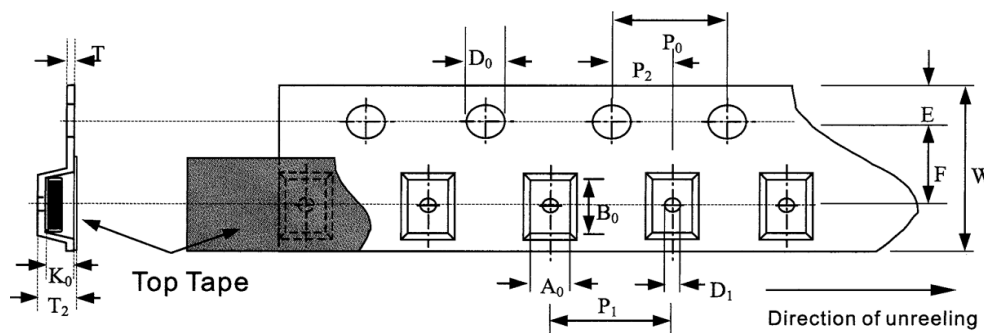 T
D₀
P₀
P₂
E
F
W
B₀
K₀
T₂
Top Tape
A₀
D₁
P₁
Direction of unreeling